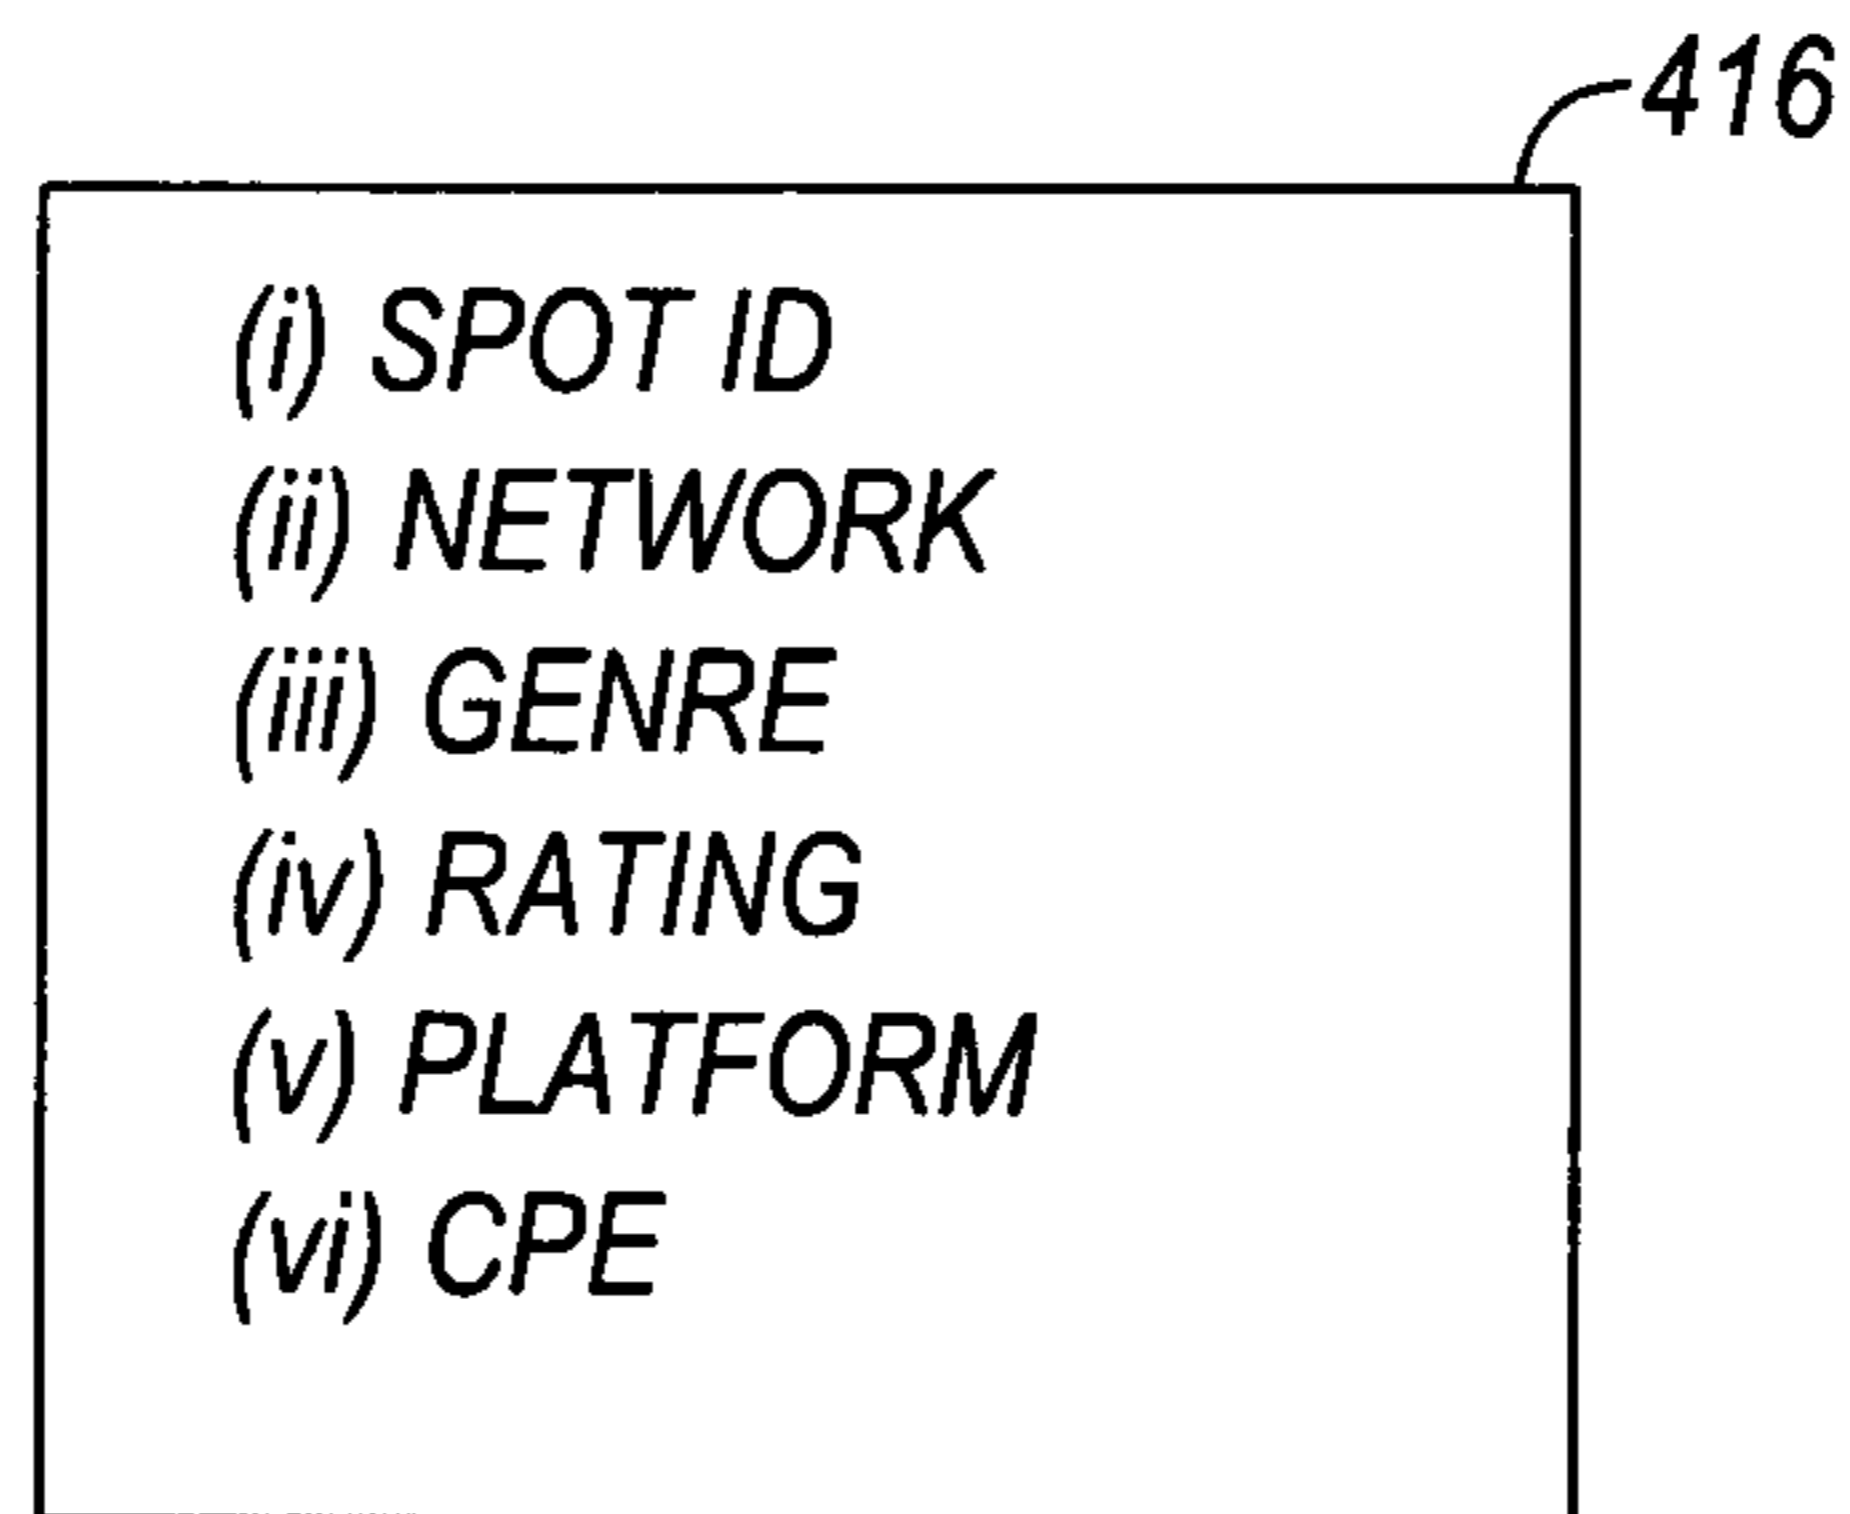 416
(i) SPOT ID
(ii) NETWORK
(iii) GENRE
(iv) RATING
(v) PLATFORM
(vi) CPE